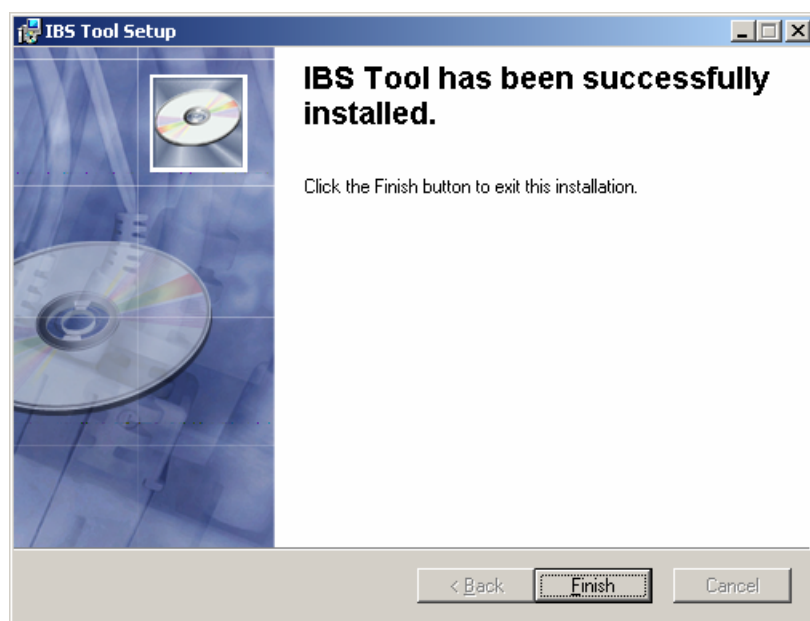 IBS Tool Setup
IBS Tool has been successfully
installed.
Click the Finish button to exit this installation.
< Back
Finish
Cancel